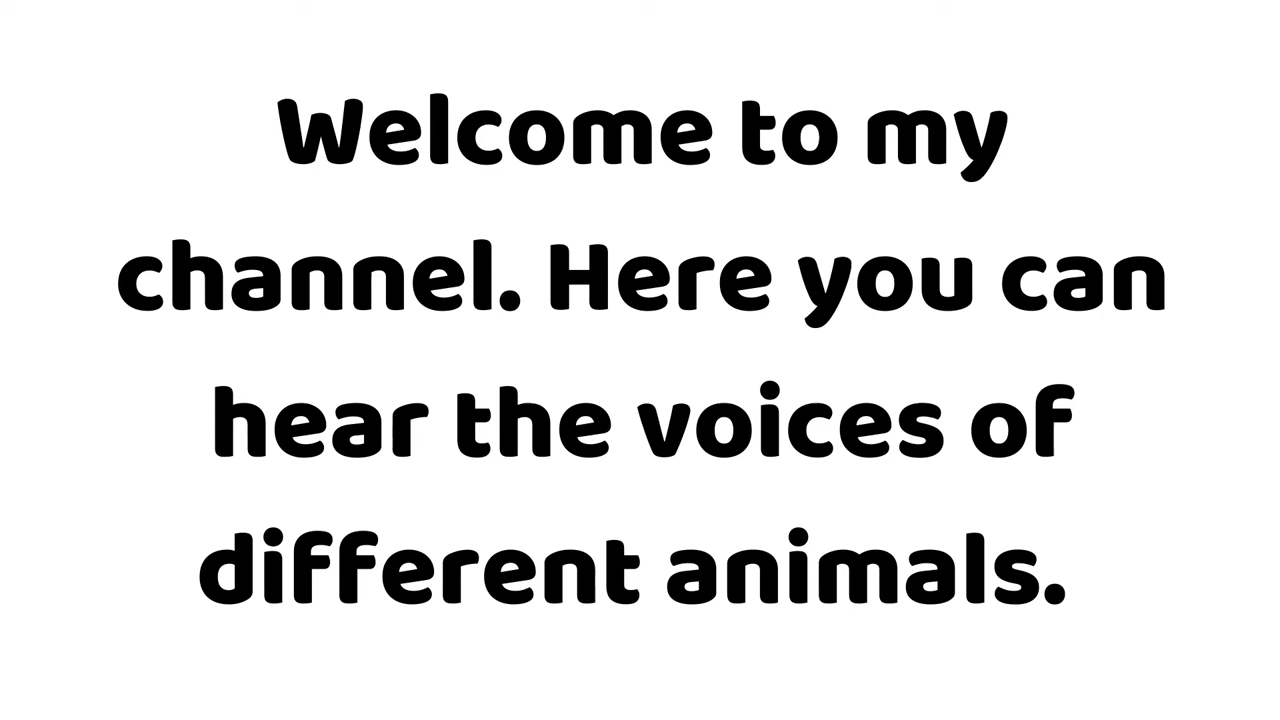 Welcome to my
channel. Here you can
hear the voices of
different animals.